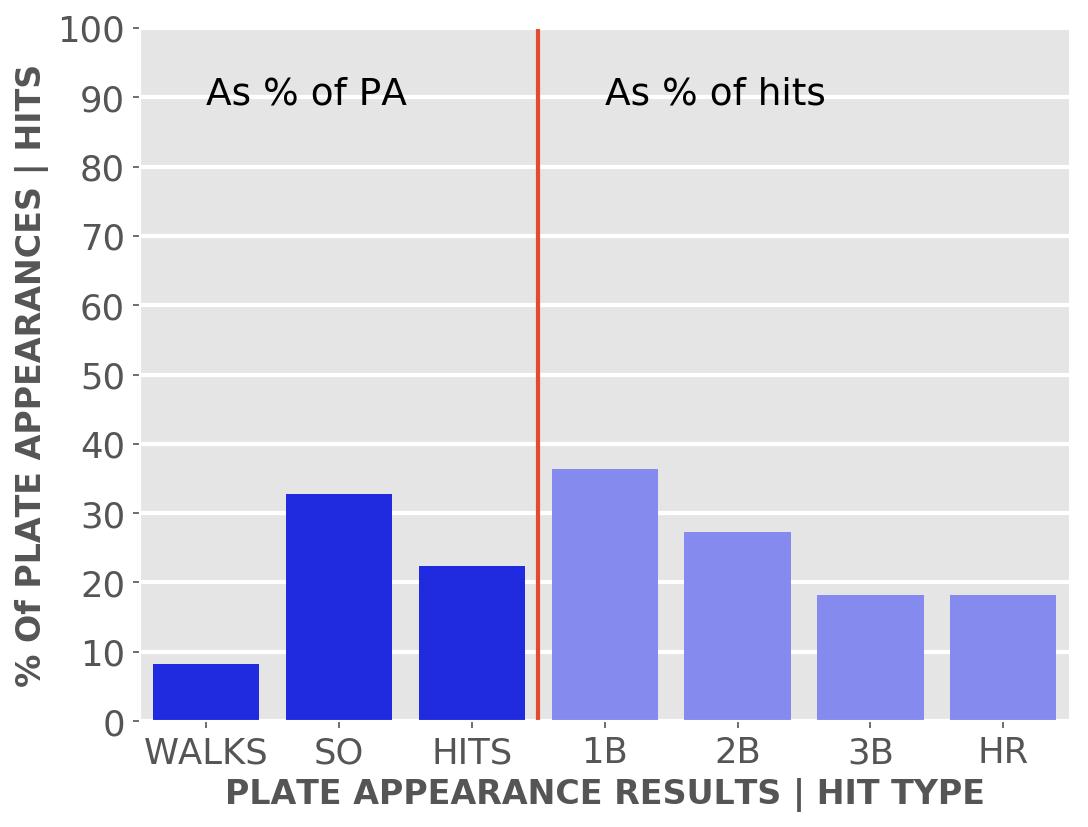 % Of PLATE APPEARANCES | HITS
100
90
80
70
60
50
40
30
20
10
0
As % of PA
As % of hits
WALKS SO HITS 1B 2B 3B HR
PLATE APPEARANCE RESULTS | HIT TYPE